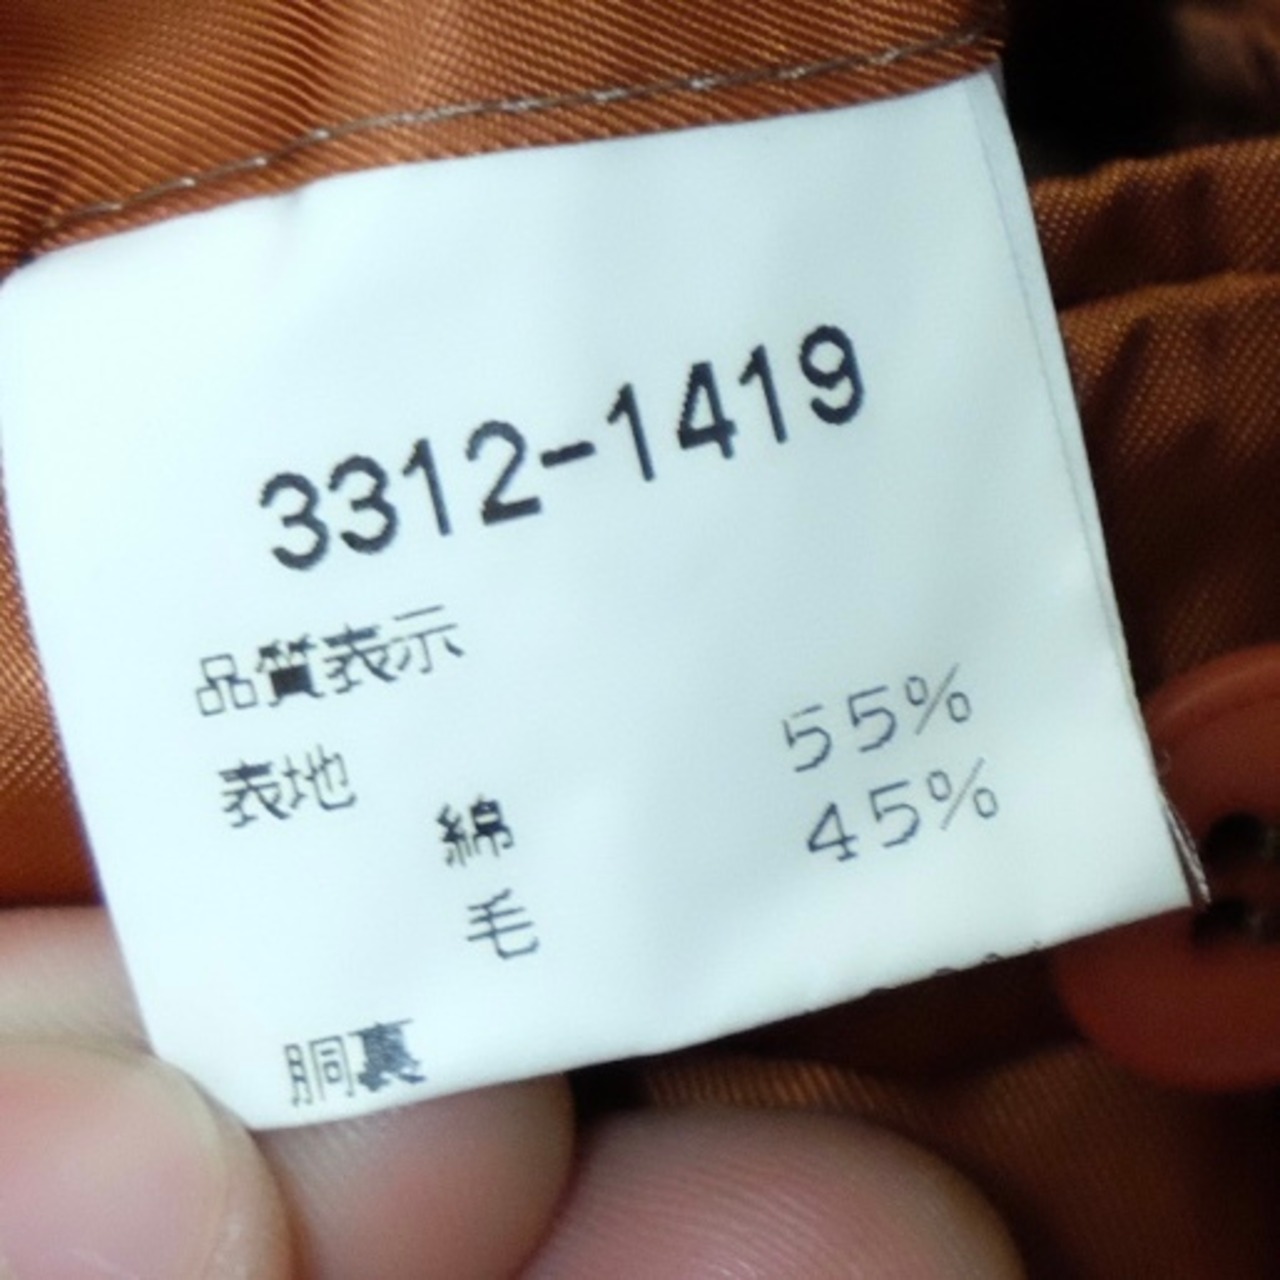 3312-1419
品質表示
表地
綿 55%
毛 45%
胴裏